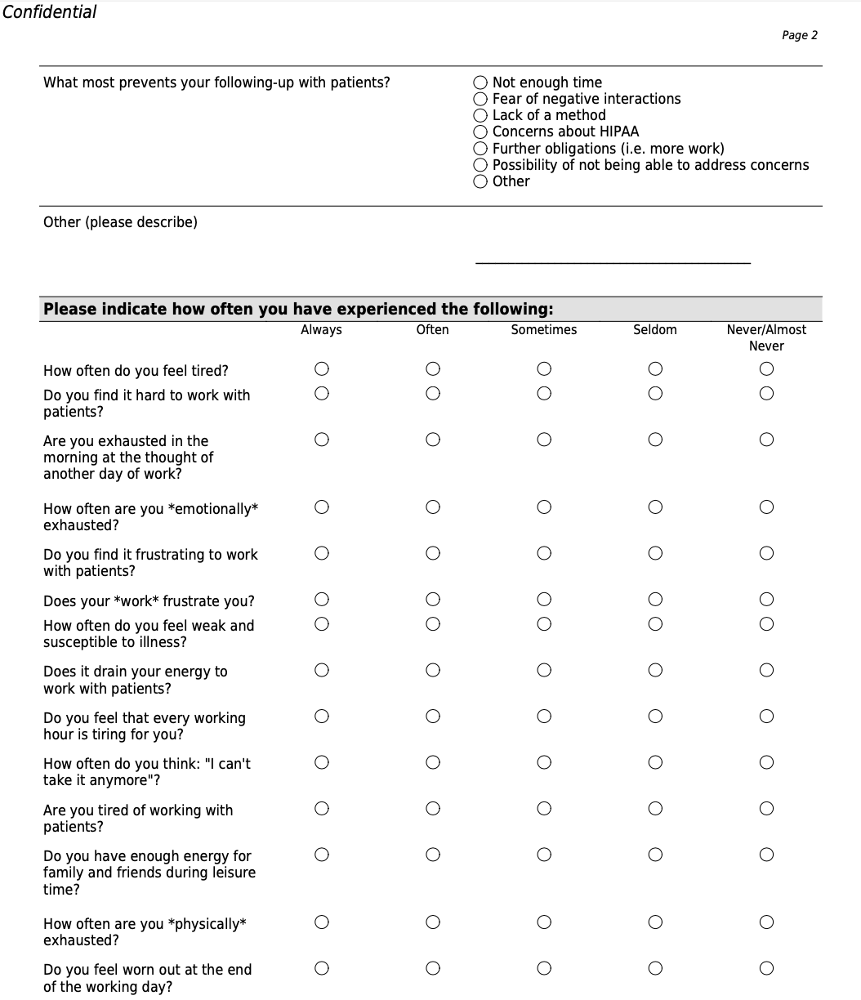 Confidential
Page 2
What most prevents your following-up with patients?
Not enough time
Fear of negative interactions
Lack of a method
Concerns about HIPAA
Further obligations (i.e. more work)
Possibility of not being able to address concerns
Other
Other (please describe)
Please indicate how often you have experienced the following:
Always Often Sometimes Seldom Never/Almost
Never
How often do you feel tired?
Do you find it hard to work with
patients?
Are you exhausted in the
morning at the thought of
another day of work?
How often are you *emotionally*
exhausted?
Do you find it frustrating to work
with patients?
Does your *work* frustrate you?
How often do you feel weak and
susceptible to illness?
Does it drain your energy to
work with patients?
Do you feel that every working
hour is tiring for you?
How often do you think: "I can't
take it anymore"?
Are you tired of working with
patients?
Do you have enough energy for
family and friends during leisure
time?
How often are you *physically*
exhausted?
Do you feel worn out at the end
of the working day?